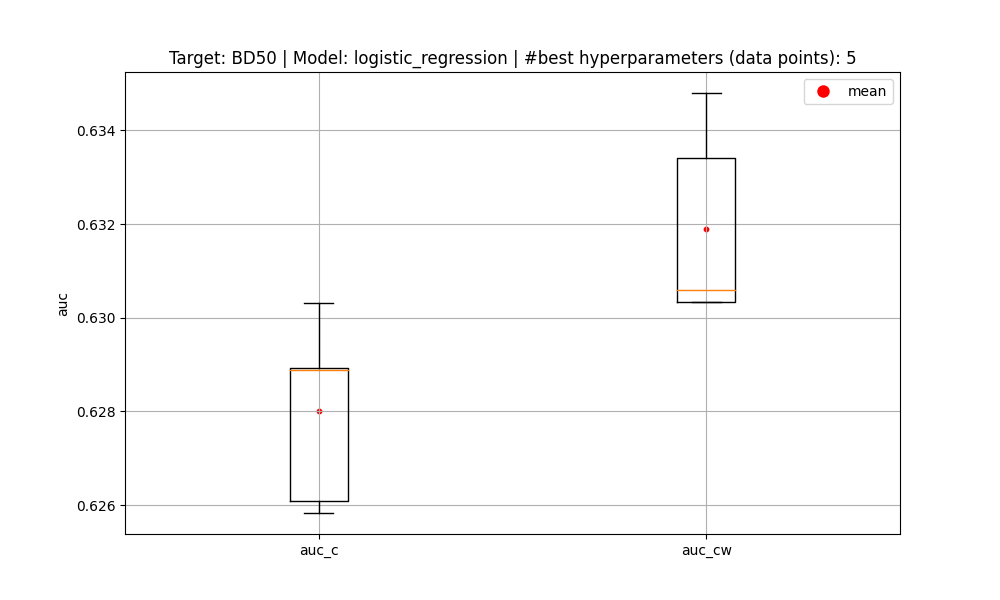 Target: BD50 | Model: logistic_regression | #best hyperparameters (data points): 5
mean
0.634
0.632
0.630
0.628
0.626
auc
auc_c
auc_cw